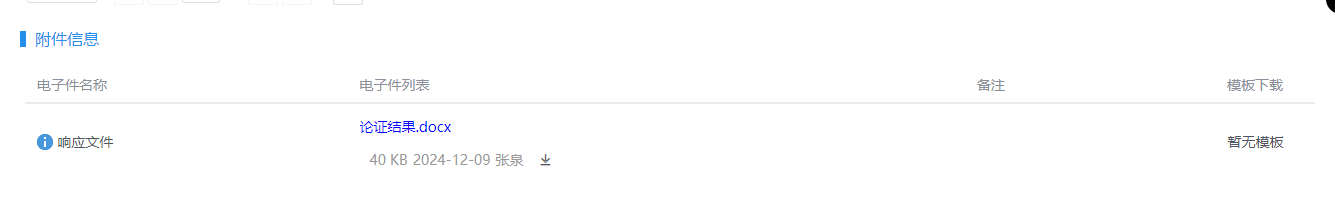 附件信息
电子件名称 电子件列表 备注 模板下载
论证结果.docx
响应文件 暂无模板
40 KB 2024-12-09 张泉